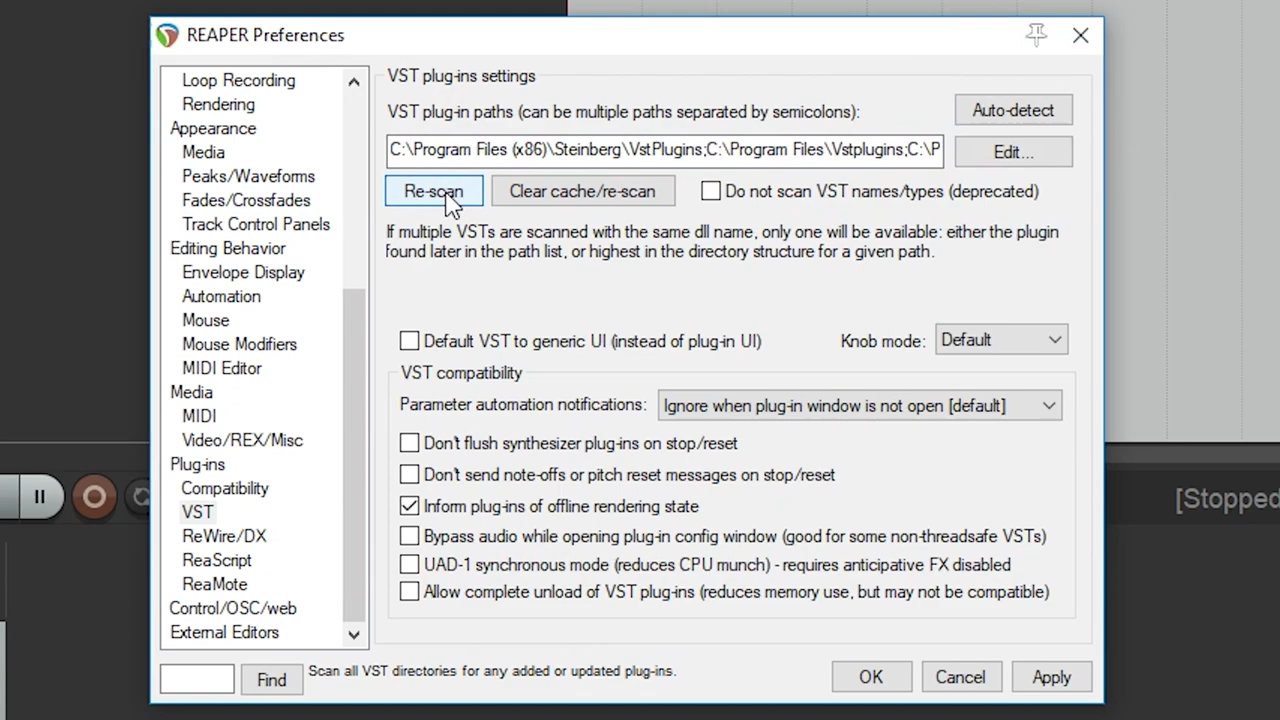 REAPER Preferences
Loop Recording
Rendering
Appearance
Media
Peaks/Waveforms
Fades/Crossfades
Track Control Panels
Editing Behavior
Envelope Display
Automation
Mouse
Mouse Modifiers
MIDI Editor
Media
MIDI
Video/REX/Misc
Plug-ins
Compatibility
VST
ReWire/DX
ReaScript
ReaMote
Control/OSC/web
External Editors
Find
VST plug-ins settings
VST plug-in paths (can be multiple paths separated by semicolons):
Auto-detect
C:\Program Files (x86)\Steinberg\VstPlugins;C:\Program Files\Vstplugins;C:\P
Edit...
Re-scan
Clear cache/re-scan
Do not scan VST names/types (deprecated)
If multiple VSTs are scanned with the same dll name, only one will be available: either the plugin
found later in the path list, or highest in the directory structure for a given path.
Default VST to generic UI (instead of plug-in UI)
Knob mode:
Default
VST compatibility
Parameter automation notifications:
Ignore when plug-in window is not open [default]
Don't flush synthesizer plug-ins on stop/reset
Don't send note-offs or pitch reset messages on stop/reset
Inform plug-ins of offline rendering state
Bypass audio while opening plug-in config window (good for some non-threadsafe VSTs)
UAD-1 synchronous mode (reduces CPU munch) - requires anticipative FX disabled
Allow complete unload of VST plug-ins (reduces memory use, but may not be compatible)
Scan all VST directories for any added or updated plug-ins.
OK
Cancel
Apply
[Stopped